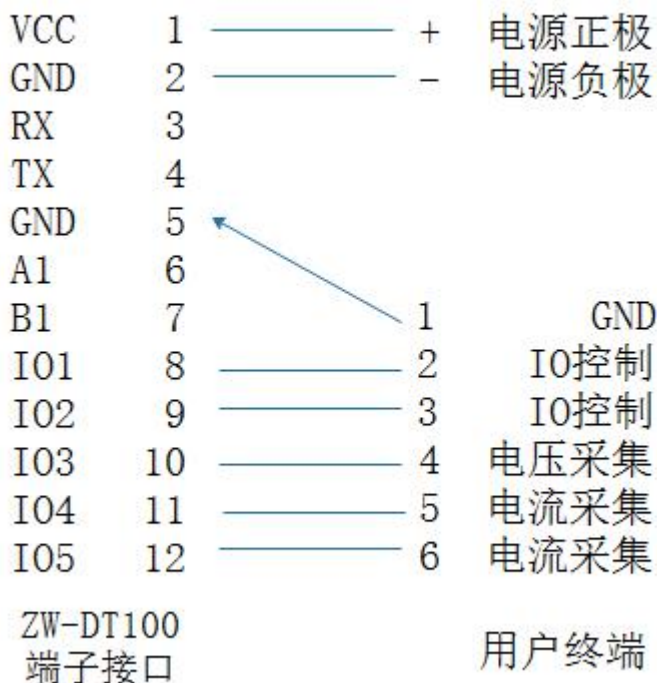 VCC 1 + 电源正极
GND 2 - 电源负极
RX 3
TX 4
GND 5
A1 6
B1 7 1 GND
IO1 8 2 IO控制
IO2 9 3 IO控制
IO3 10 4 电压采集
IO4 11 5 电流采集
IO5 12 6 电流采集
ZW-DT100
端子接口
用户终端